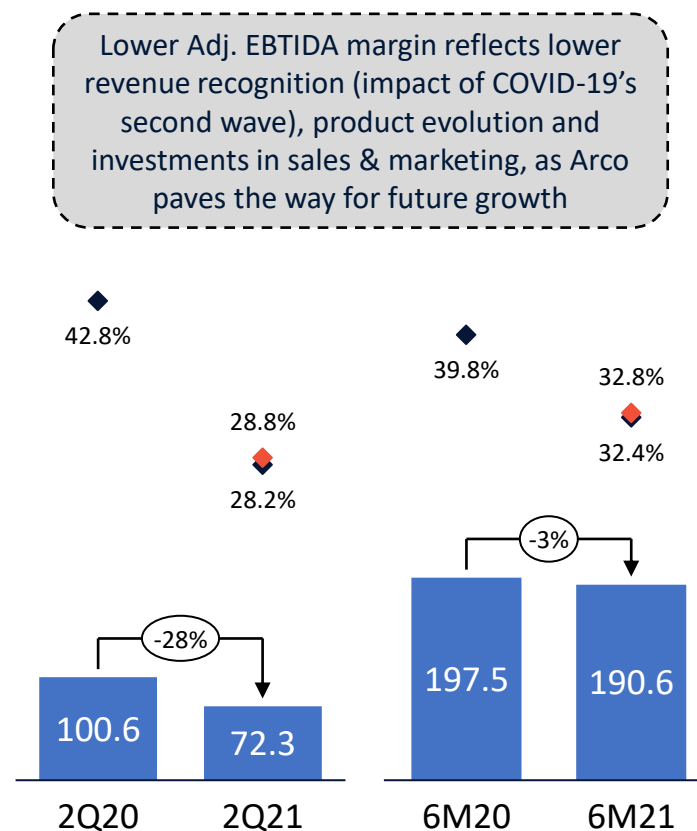 Lower Adj. EBTIDA margin reflects lower
revenue recognition (impact of COVID-19’s
second wave), product evolution and
investments in sales & marketing, as Arco
paves the way for future growth
42.8%
28.8%
28.2%
39.8%
32.8%
32.4%
-28%
-3%
100.6
72.3
197.5
190.6
2Q20
2Q21
6M20
6M21